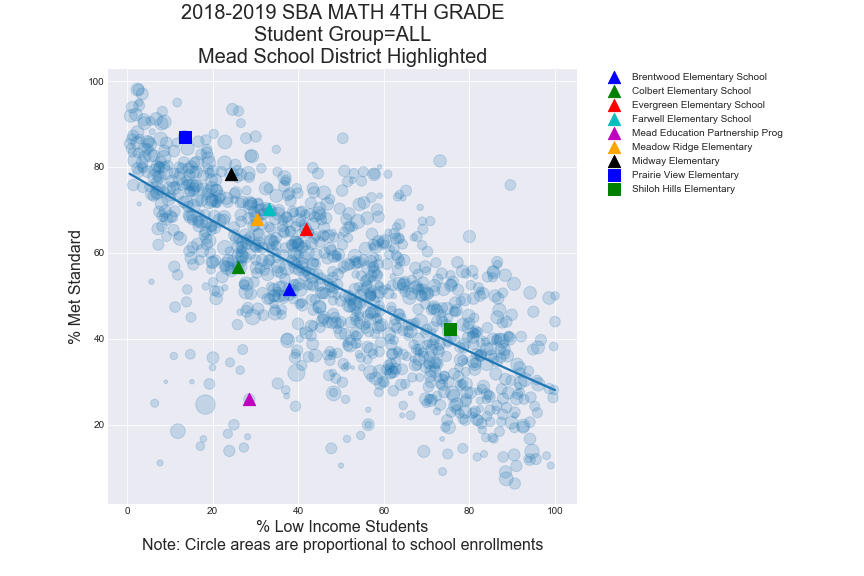 2018-2019 SBA MATH 4TH GRADE
Student Group=ALL
Mead School District Highlighted
100
80
60
40
20
% Met Standard
0 20 40 60 80 100
% Low Income Students
Note: Circle areas are proportional to school enrollments
Brentwood Elementary School
Colbert Elementary School
Evergreen Elementary School
Farwell Elementary School
Mead Education Partnership Prog
Meadow Ridge Elementary
Midway Elementary
Prairie View Elementary
Shiloh Hills Elementary